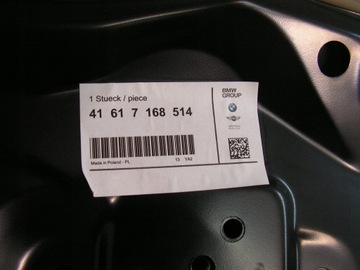 1 Stueck / piece
41 61 7 168 514
Made in Poland - PL
13 YA2
BMW
GROUP